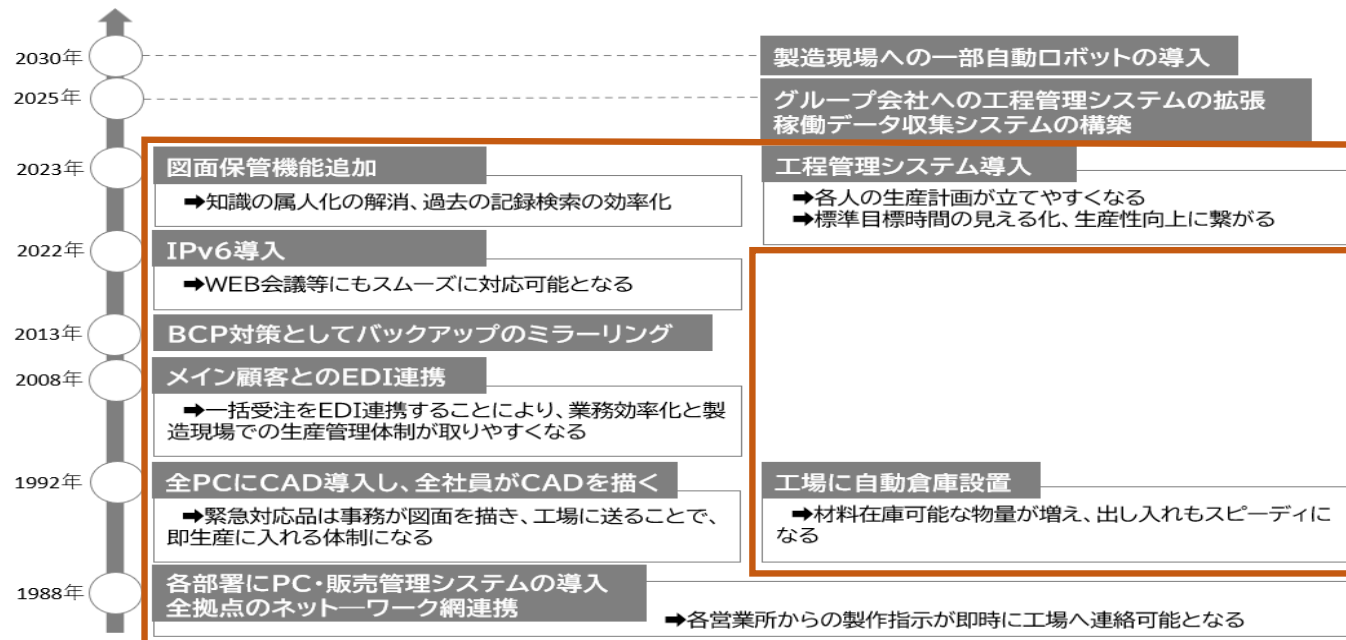 2030年
製造現場への一部自動ロボットの導入
2025年
グループ会社への工程管理システムの拡張
稼働データ収集システムの構築
2023年
図面保管機能追加
➡知識の属人化の解消、過去の記録検索の効率化
工程管理システム導入
➡各人の生産計画が立てやすくなる
➡標準目標時間の見える化、生産性向上に繋がる
2022年
IPv6導入
➡WEB会議等にもスムーズに対応可能となる
2013年
BCP対策としてバックアップのミラーリング
2008年
メイン顧客とのEDI連携
➡一括受注をEDI連携することにより、業務効率化と製
造現場での生産管理体制が取りやすくなる
1992年
全PCにCAD導入し、全社員がCADを描く
➡緊急対応品は事務が図面を描き、工場に送ることで、
即生産に入れる体制になる
工場に自動倉庫設置
➡材料在庫可能な物量が増え、出し入れもスピーディに
なる
1988年
各部署にPC・販売管理システムの導入
全拠点のネット―ワーク網連携
➡各営業所からの製作指示が即時に工場へ連絡可能となる